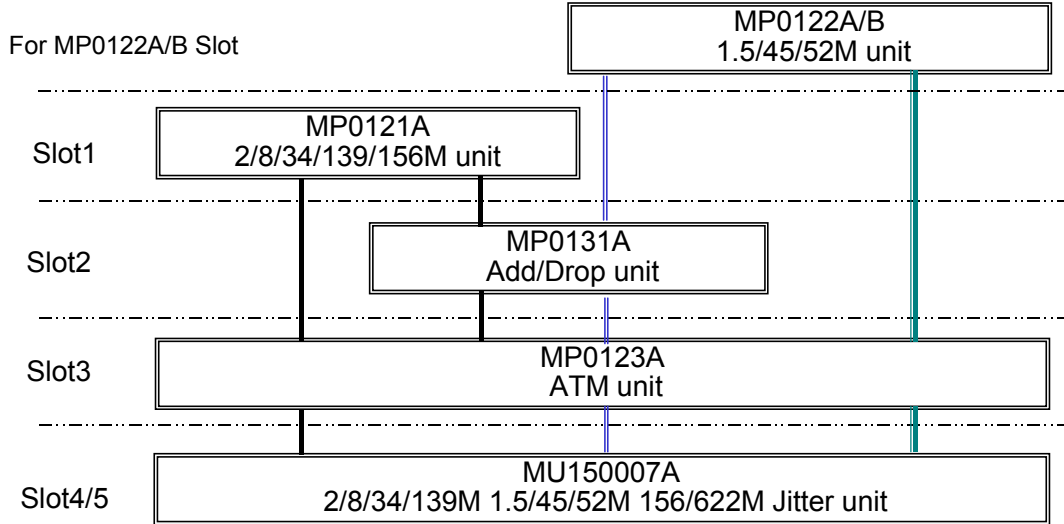 For MP0122A/B Slot
MP0122A/B
1.5/45/52M unit
Slot1
MP0121A
2/8/34/139/156M unit
Slot2
MP0131A
Add/Drop unit
Slot3
MP0123A
ATM unit
Slot4/5
MU150007A
2/8/34/139M 1.5/45/52M 156/622M Jitter unit